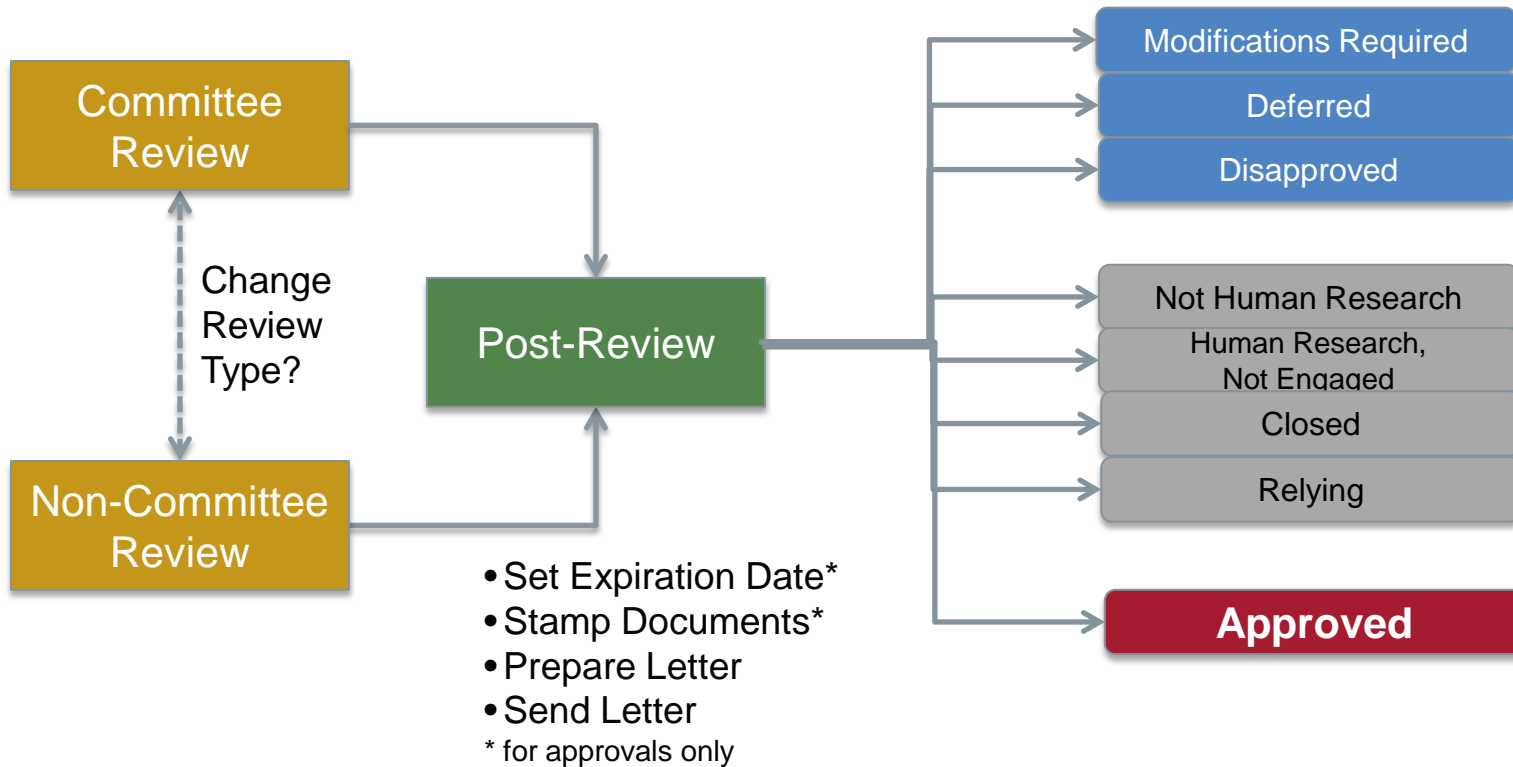 Committee
Review
Change
Review
Type?
Non-Committee
Review
Post-Review
• Set Expiration Date*
• Stamp Documents*
• Prepare Letter
• Send Letter
* for approvals only
Modifications Required
Deferred
Disapproved
Not Human Research
Human Research,
Not Engaged
Closed
Relying
Approved